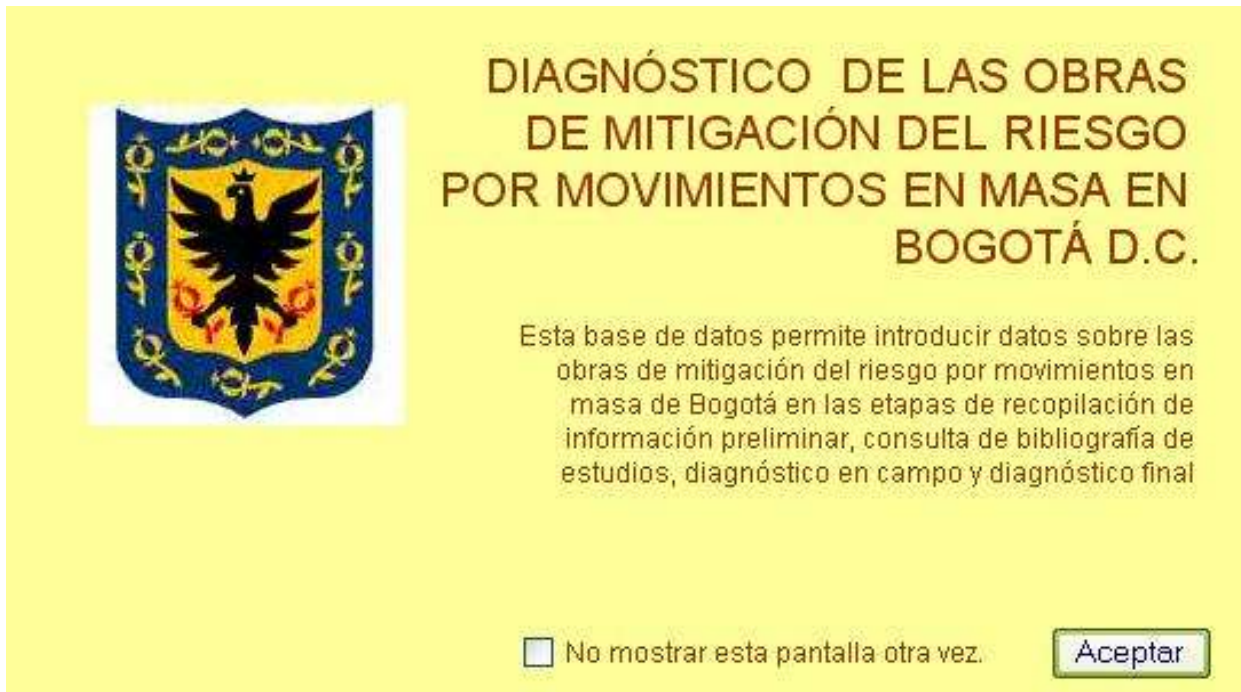 DIAGNÓSTICO DE LAS OBRAS
DE MITIGACIÓN DEL RIESGO
POR MOVIMIENTOS EN MASA EN
BOGOTÁ D.C.
Esta base de datos permite introducir datos sobre las
obras de mitigación del riesgo por movimientos en
masa de Bogotá en las etapas de recopilación de
información preliminar, consulta de bibliografía de
estudios, diagnóstico en campo y diagnóstico final
No mostrar esta pantalla otra vez.
Aceptar